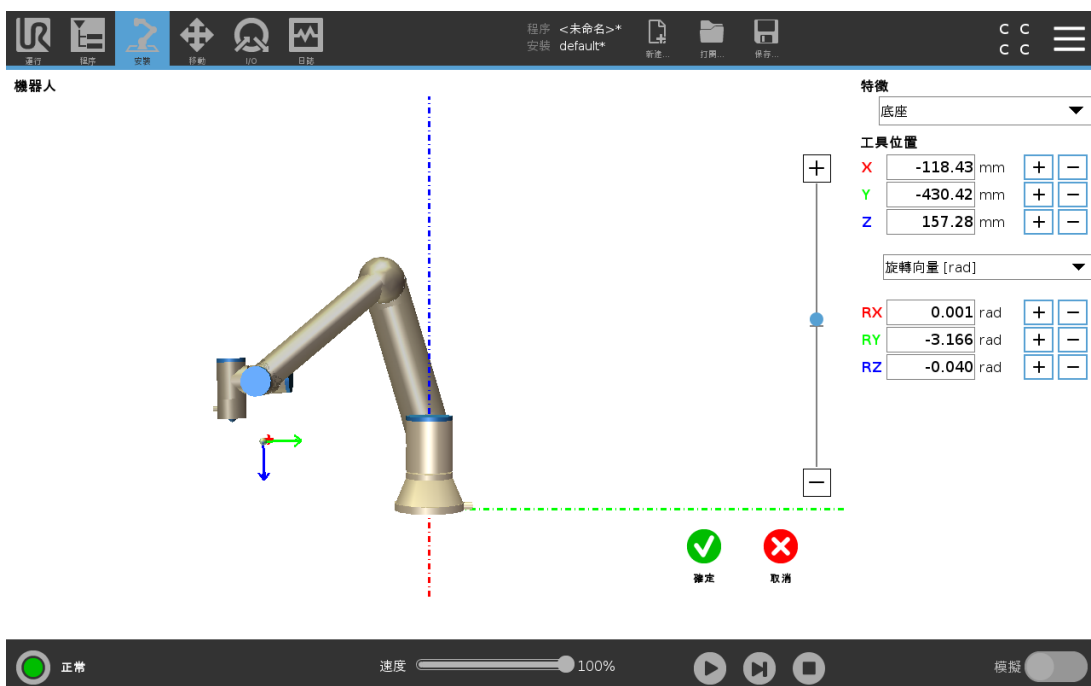 UR
運行 程序 安裝 移動 I/O 日誌
程序 <未命名>*
安裝 default*
新建... 打開... 保存...
C C
C C
機器人
特徵
底座
工具位置
X -118.43 mm + −
Y -430.42 mm + −
Z 157.28 mm + −
旋轉向量 [rad]
RX 0.001 rad + −
RY -3.166 rad + −
RZ -0.040 rad + −
+
−
確定 取消
正常 速度 100% 模擬